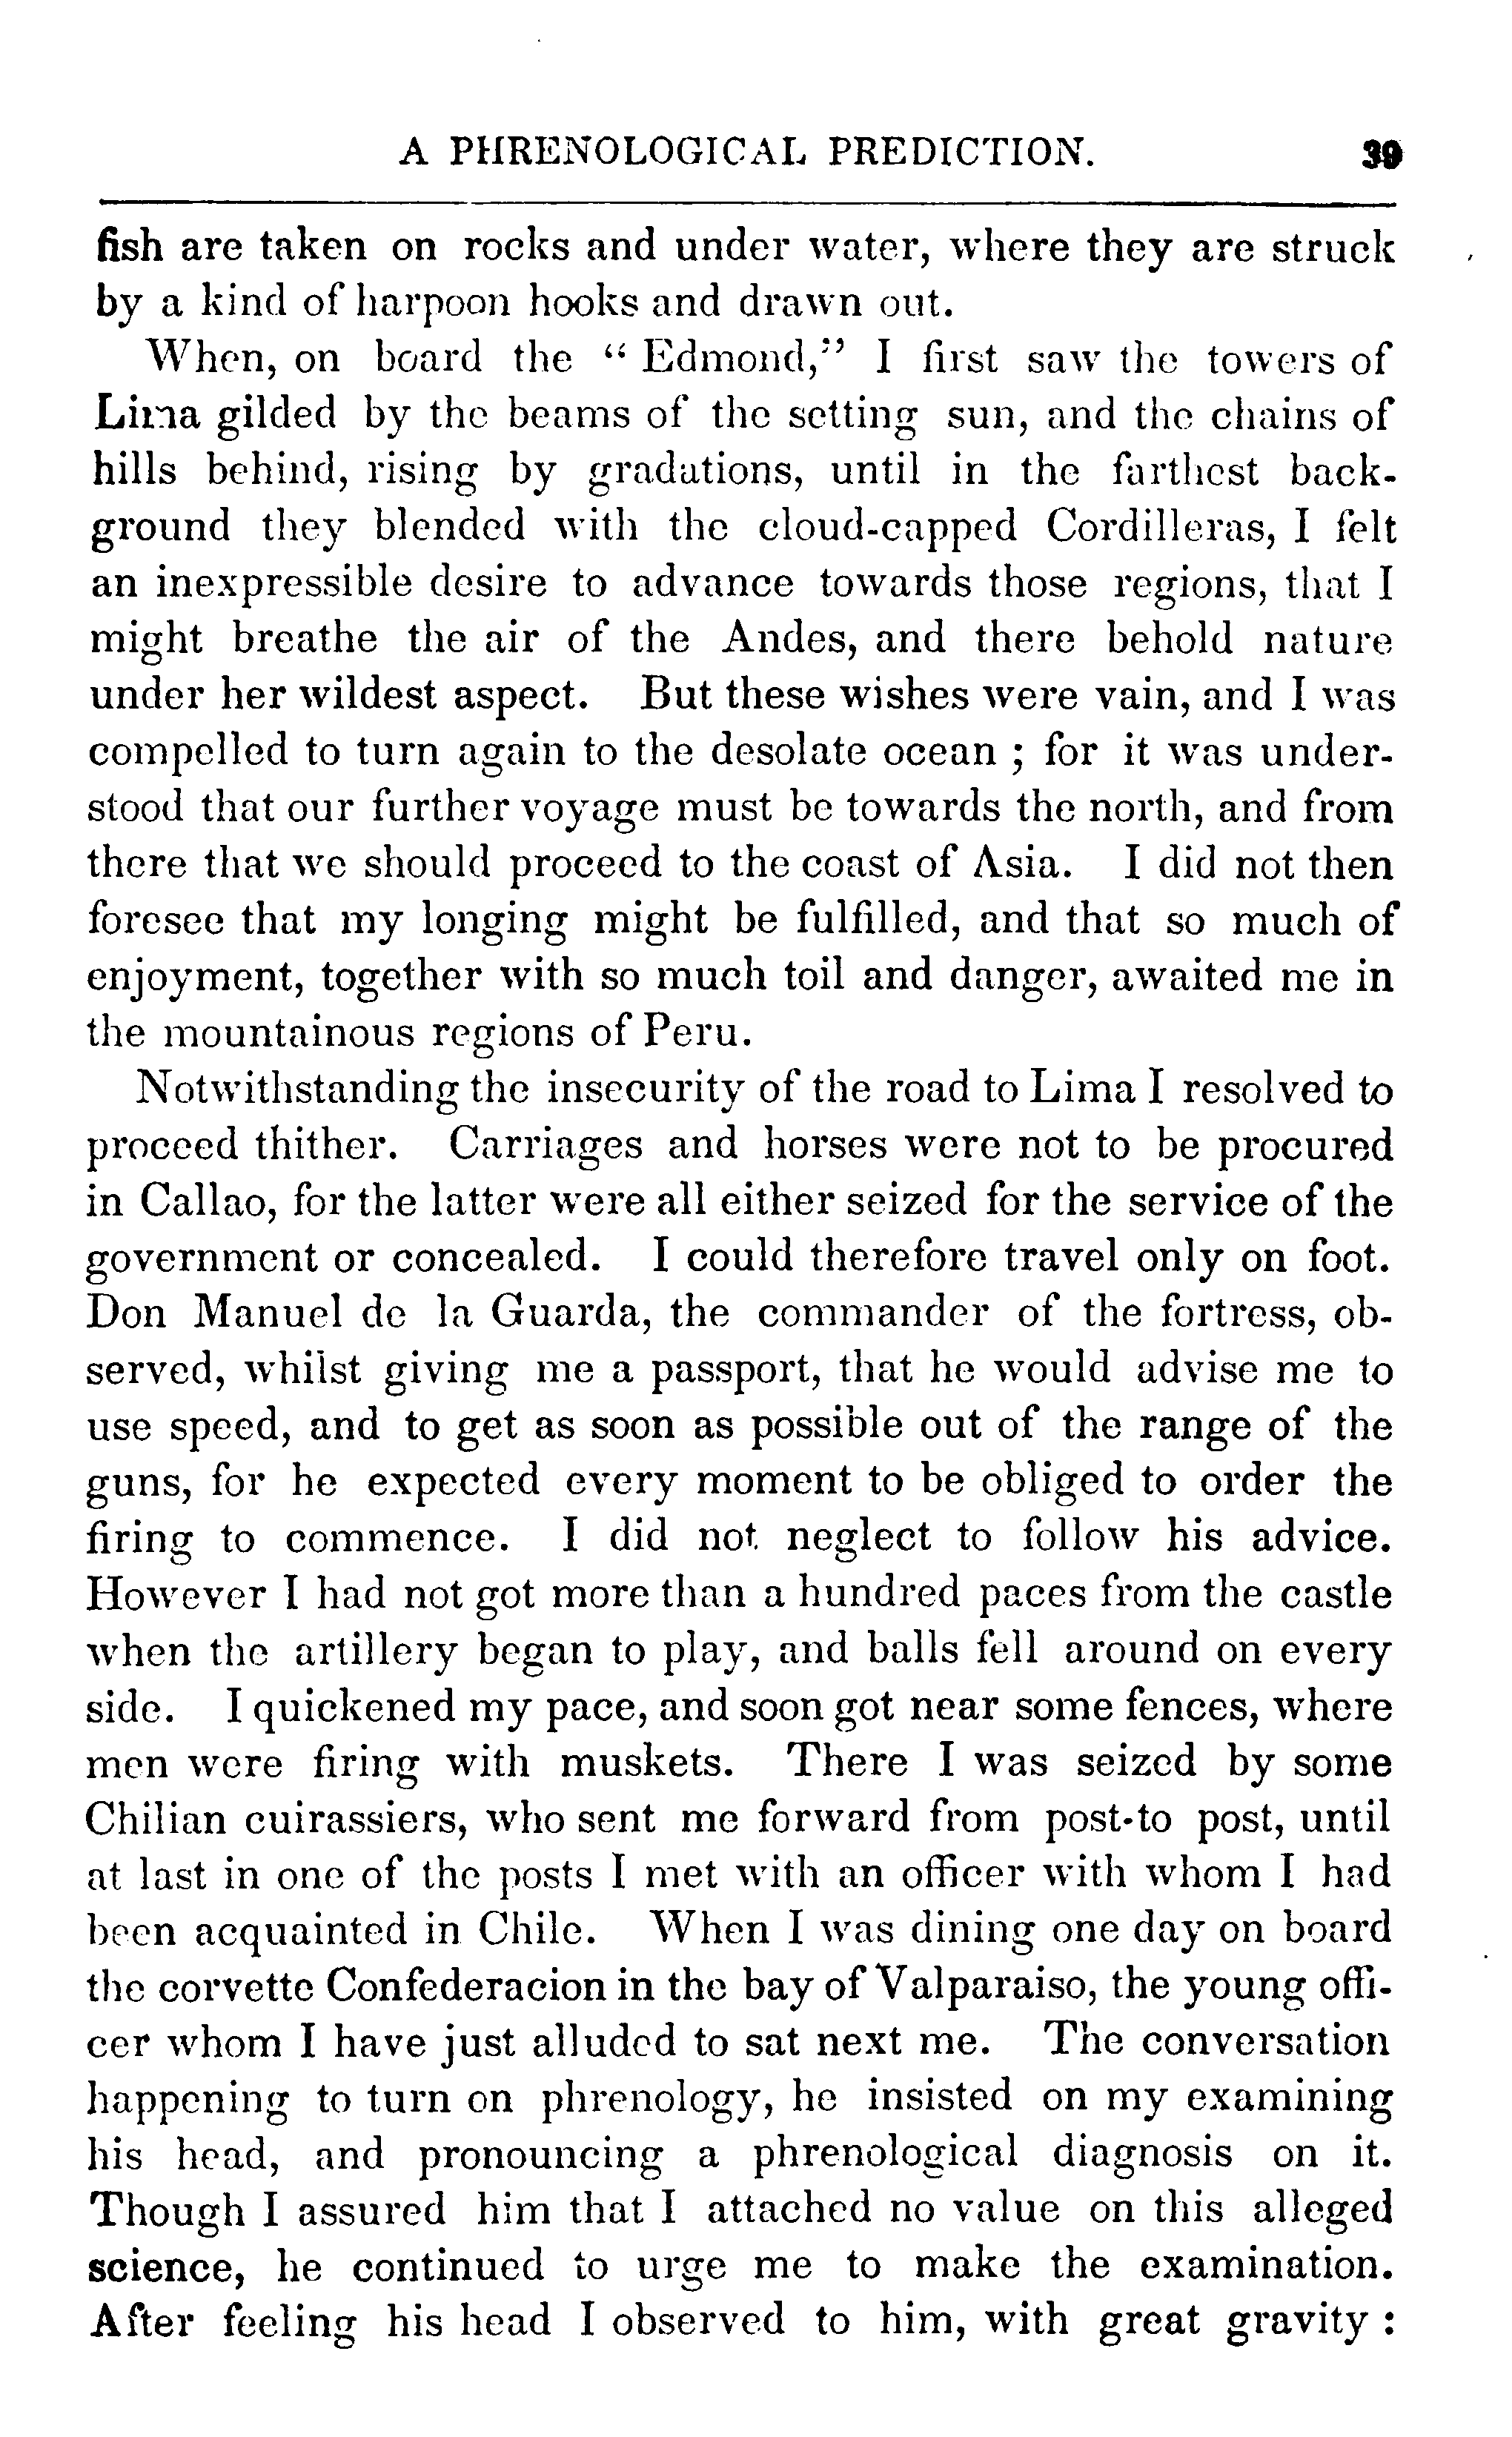 A PHRENOLOGICAL PREDICTION. 39
fish are taken on rocks and under water, where they are struck
by a kind of harpoon hooks and drawn out.
When, on board the “Edmond,” I first saw the towers of
Lima gilded by the beams of the setting sun, and the chains of
hills behind, rising by gradations, until in the farthest back-
ground they blended with the cloud-capped Cordilleras, I felt
an inexpressible desire to advance towards those regions, that I
might breathe the air of the Andes, and there behold nature
under her wildest aspect. But these wishes were vain, and I was
compelled to turn again to the desolate ocean ; for it was under-
stood that our further voyage must be towards the north, and from
there that we should proceed to the coast of Asia. I did not then
foresee that my longing might be fulfilled, and that so much of
enjoyment, together with so much toil and danger, awaited me in
the mountainous regions of Peru.
Notwithstanding the insecurity of the road to Lima I resolved to
proceed thither. Carriages and horses were not to be procured
in Callao, for the latter were all either seized for the service of the
government or concealed. I could therefore travel only on foot.
Don Manuel de la Guarda, the commander of the fortress, ob-
served, whilst giving me a passport, that he would advise me to
use speed, and to get as soon as possible out of the range of the
guns, for he expected every moment to be obliged to order the
firing to commence. I did not neglect to follow his advice.
However I had not got more than a hundred paces from the castle
when the artillery began to play, and balls fell around on every
side. I quickened my pace, and soon got near some fences, where
men were firing with muskets. There I was seized by some
Chilian cuirassiers, who sent me forward from post-to post, until
at last in one of the posts I met with an officer with whom I had
been acquainted in Chile. When I was dining one day on board
the corvette Confederacion in the bay of Valparaiso, the young offi-
cer whom I have just alluded to sat next me. The conversation
happening to turn on phrenology, he insisted on my examining
his head, and pronouncing a phrenological diagnosis on it.
Though I assured him that I attached no value on this alleged
science, he continued to urge me to make the examination.
After feeling his head I observed to him, with great gravity :